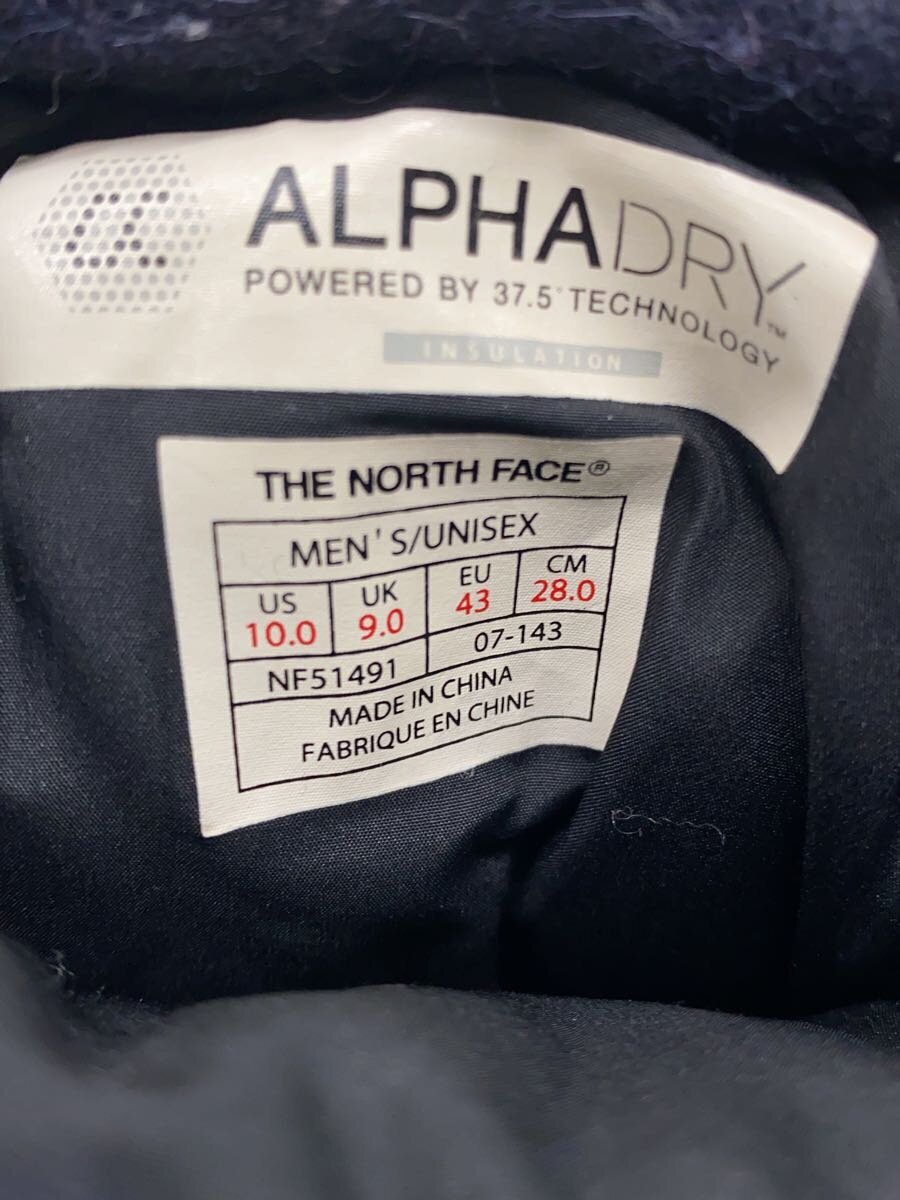 ALPHADRY™
POWERED BY 37.5° TECHNOLOGY
INSULATION
THE NORTH FACE®
MEN'S/UNISEX
US UK EU CM
10.0 9.0 43 28.0
NF51491 07-143
MADE IN CHINA
FABRIQUE EN CHINE